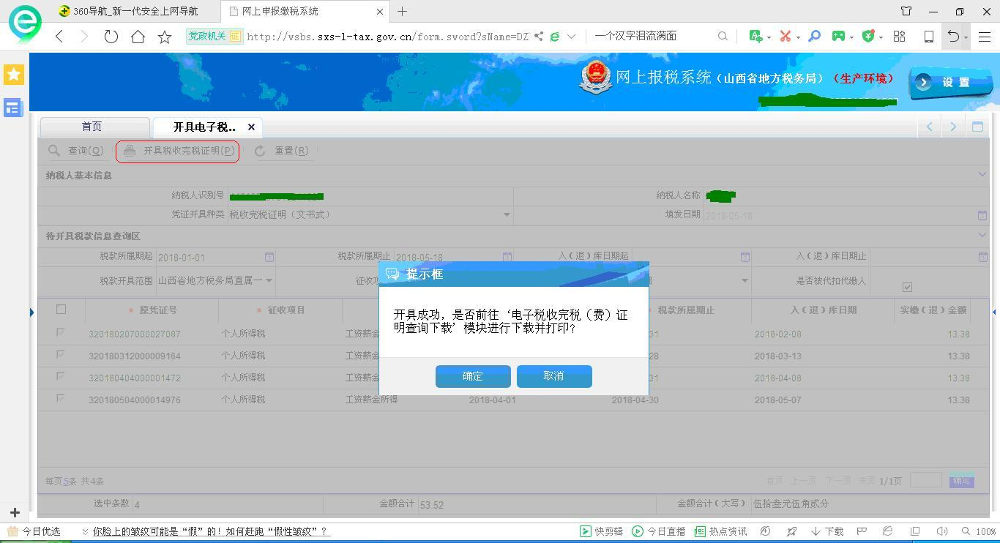 360导航_新一代安全上网导航
网上申报缴税系统
党政机关 证 http://wsbs.sxs-l-tax.gov.cn/form.sword?sName=DZ
一个汉字泪流满面
网上报税系统（山西省地方税务局）（生产环境）
设 置
首页
开具电子税..
查询(Q)
开具税收完税证明(P)
重置(R)
纳税人基本信息
纳税人识别号
纳税人名称
凭证开具种类 税收完税证明（文书式）
填发日期 2018-05-18
待开具税款信息查询区
税款所属期起 2018-01-01
税款所属期止 2018-05-18
入（退）库日期起
入（退）库日期止
税款开具范围 山西省地方税务局直属一
是否被代扣代缴人
提示框
开具成功，是否前往‘电子税收完税（费）证
明查询下载’模块进行下载并打印？
确定
取消
原凭证号 征收项目 税款所属期止 入（退）库日期 实缴（退）金额
320180207000027087 个人所得税 工资薪金 31 2018-02-08 13.38
320180312000009164 个人所得税 工资薪金 28 2018-03-13 13.38
320180404000001472 个人所得税 工资薪金 31 2018-04-08 13.38
320180504000014976 个人所得税 工资薪金所得 2018-04-01 2018-04-30 2018-05-07 13.38
每页5条 共4条
首页 上一页 下一页 末页 1/1页 确定
选中条数 4
金额合计 53.52
金额合计（大写） 伍拾叁元伍角贰分
今日优选
你脸上的皱纹可能是“假”的！如何赶跑“假性皱纹”？
快剪辑
今日直播
热点资讯
下载
100%